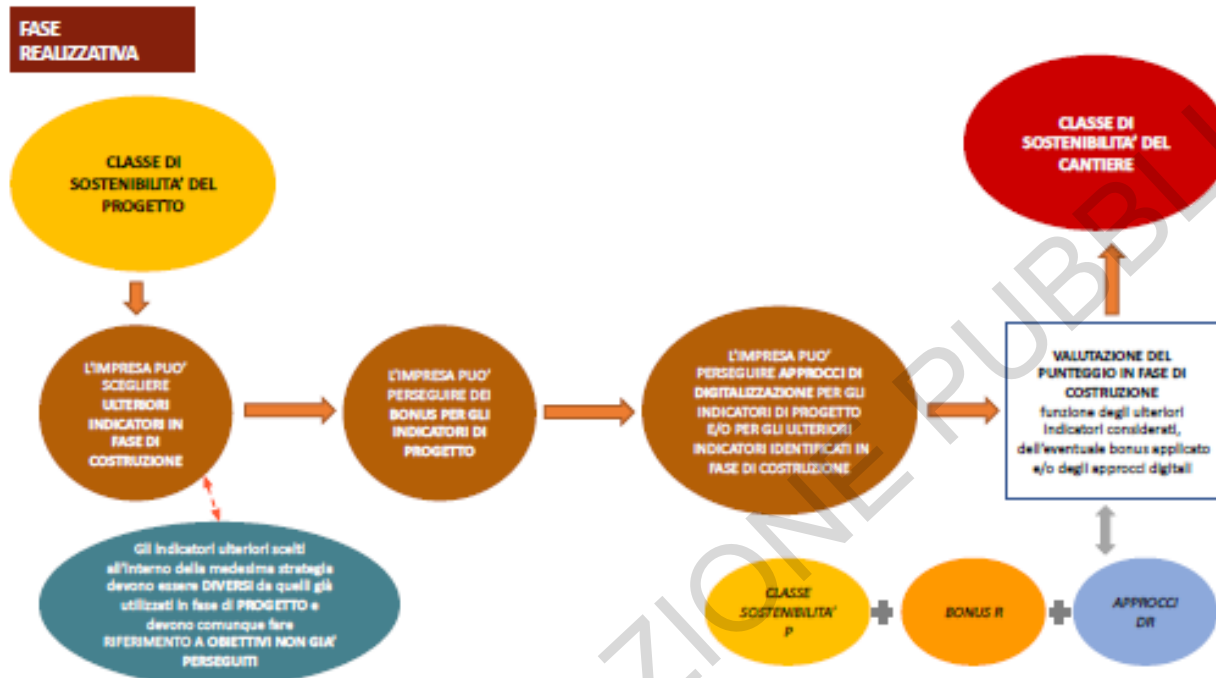 FASE
REALIZZATIVA
CLASSE DI
SOSTENIBILITA' DEL
PROGETTO
CLASSE DI
SOSTENIBILITA' DEL
CANTIERE
L'IMPRESA PUO'
SCEGLIERE
ULTERIORI
INDICATORI IN
FASE DI
COSTRUZIONE
L'IMPRESA PUO'
PERSEGUIRE DEI
BONUS PER GLI
INDICATORI DI
PROGETTO
L'IMPRESA PUO'
PERSEGUIRE APPROCCI DI
DIGITALIZZAZIONE PER GLI
INDICATORI DI PROGETTO
E/O PER GLI ULTERIORI
INDICATORI IDENTIFICATI IN
FASE DI COSTRUZIONE
VALUTAZIONE DEL
PUNTEGGIO IN FASE DI
COSTRUZIONE
funzione degli ulteriori
indicatori considerati,
dell'eventuale bonus applicato
e/o degli approcci digitali
Gli indicatori ulteriori scelti
all'interno della medesima strategia
devono essere DIVERSI da quelli già
utilizzati in fase di PROGETTO e
devono comunque fare
RIFERIMENTO A OBIETTIVI NON GIA'
PERSEGUITI
CLASSE
SOSTENIBILITA'
P
BONUS R
APPROCCI
DR
ZIONE PUBBLI